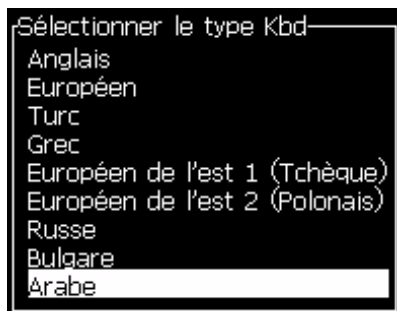 Sélectionner le type Kbd
Anglais
Européen
Turc
Grec
Européen de l'est 1 (Tchèque)
Européen de l'est 2 (Polonais)
Russe
Bulgare
Arabe